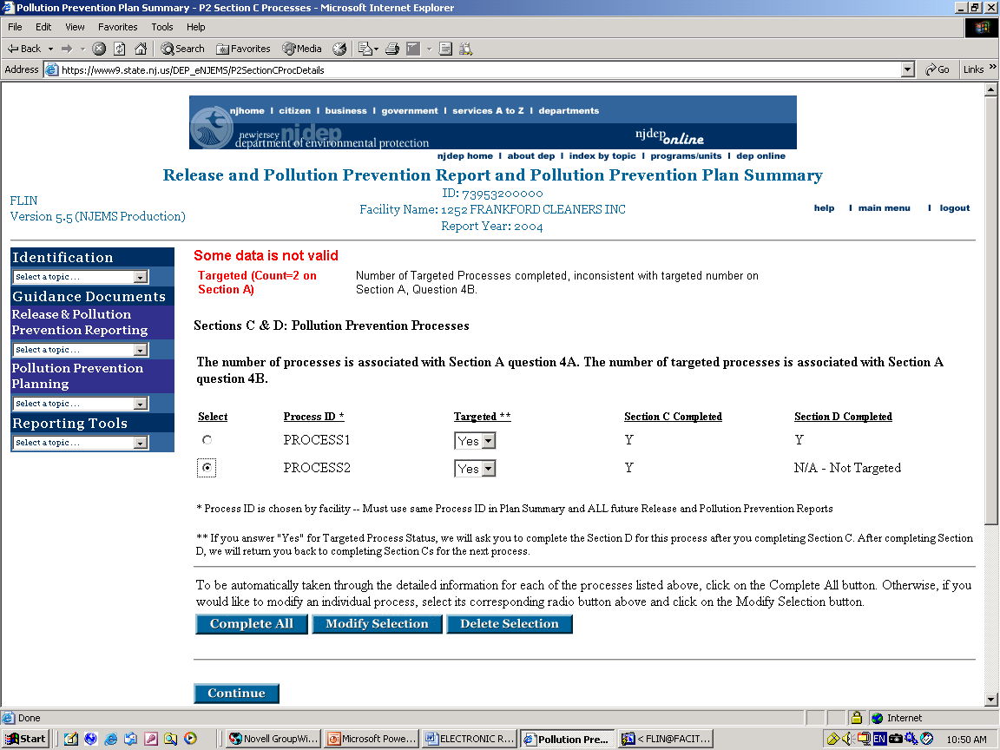 Pollution Prevention Plan Summary - P2 Section C Processes - Microsoft Internet Explorer
File Edit View Favorites Tools Help
Back Search Favorites Media
Address https://www9.state.nj.us/DEP_eNJEMS/P2SectionCProcDetails Go Links »
njhome I citizen I business I government I services A to Z I departments
newjersey njdep
department of environmental protection
njdep online
njdep home I about dep I index by topic I programs/units I dep online
Release and Pollution Prevention Report and Pollution Prevention Plan Summary
ID: 73953200000
FLIN
Facility Name: 1252 FRANKFORD CLEANERS INC
help I main menu I logout
Version 5.5 (NJEMS Production)
Report Year: 2004
Identification
Select a topic...
Guidance Documents
Release & Pollution
Prevention Reporting
Select a topic...
Pollution Prevention
Planning
Select a topic...
Reporting Tools
Select a topic...
Some data is not valid
Targeted (Count=2 on
Section A)
Number of Targeted Processes completed, inconsistent with targeted number on
Section A, Question 4B.
Sections C & D: Pollution Prevention Processes
The number of processes is associated with Section A question 4A. The number of targeted processes is associated with Section A
question 4B.
Select Process ID * Targeted ** Section C Completed Section D Completed
PROCESS1 Yes Y Y
PROCESS2 Yes Y N/A - Not Targeted
* Process ID is chosen by facility -- Must use same Process ID in Plan Summary and ALL future Release and Pollution Prevention Reports
** If you answer "Yes" for Targeted Process Status, we will ask you to complete the Section D for this process after you completing Section C. After completing Section
D, we will return you back to completing Section Cs for the next process.
To be automatically taken through the detailed information for each of the processes listed above, click on the Complete All button. Otherwise, if you
would like to modify an individual process, select its corresponding radio button above and click on the Modify Selection button.
Complete All Modify Selection Delete Selection
Continue
Done Internet
Start Novell GroupWi... Microsoft Powe... ELECTRONIC R... Pollution Pre... < FLIN@FACIT... EN 10:50 AM